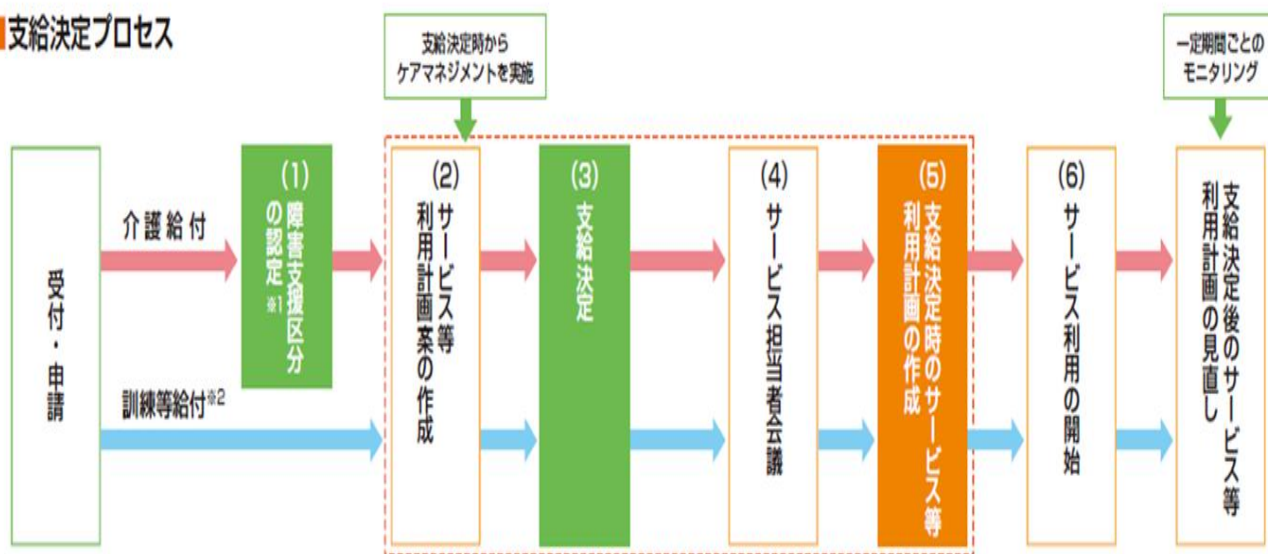 支給決定プロセス
支給決定時から
ケアマネジメントを実施
一定期間ごとの
モニタリング
受付・申請
介護給付
訓練等給付※2
(1)
障害支援区分
の認定※1
(2)
サービス等
利用計画案の作成
(3)
支給決定
(4)
サービス担当者会議
(5)
支給決定時のサービス等
利用計画の作成
(6)
サービス利用の開始
支給決定後のサービス等
利用計画の見直し